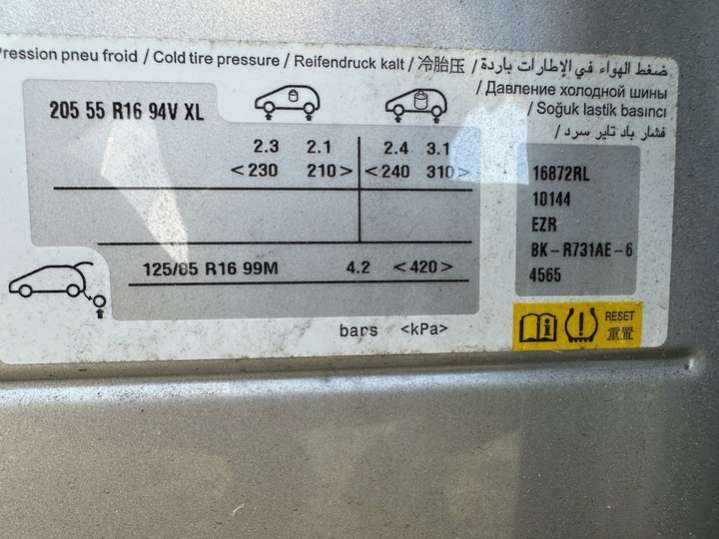 Pression pneu froid / Cold tire pressure / Reifendruck kalt / 冷胎压 / ضغط الهواء في الإطارات باردة
/ Давление холодной шины
/ Soğuk lastik basıncı
/ فشار باد تایر سرد
205 55 R16 94V XL
2.3 2.1 2.4 3.1
<230 210> <240 310>
125/85 R16 99M 4.2 <420>
bars <kPa>
16872RL
10144
EZR
BK-R731AE-6
4565
RESET
重置